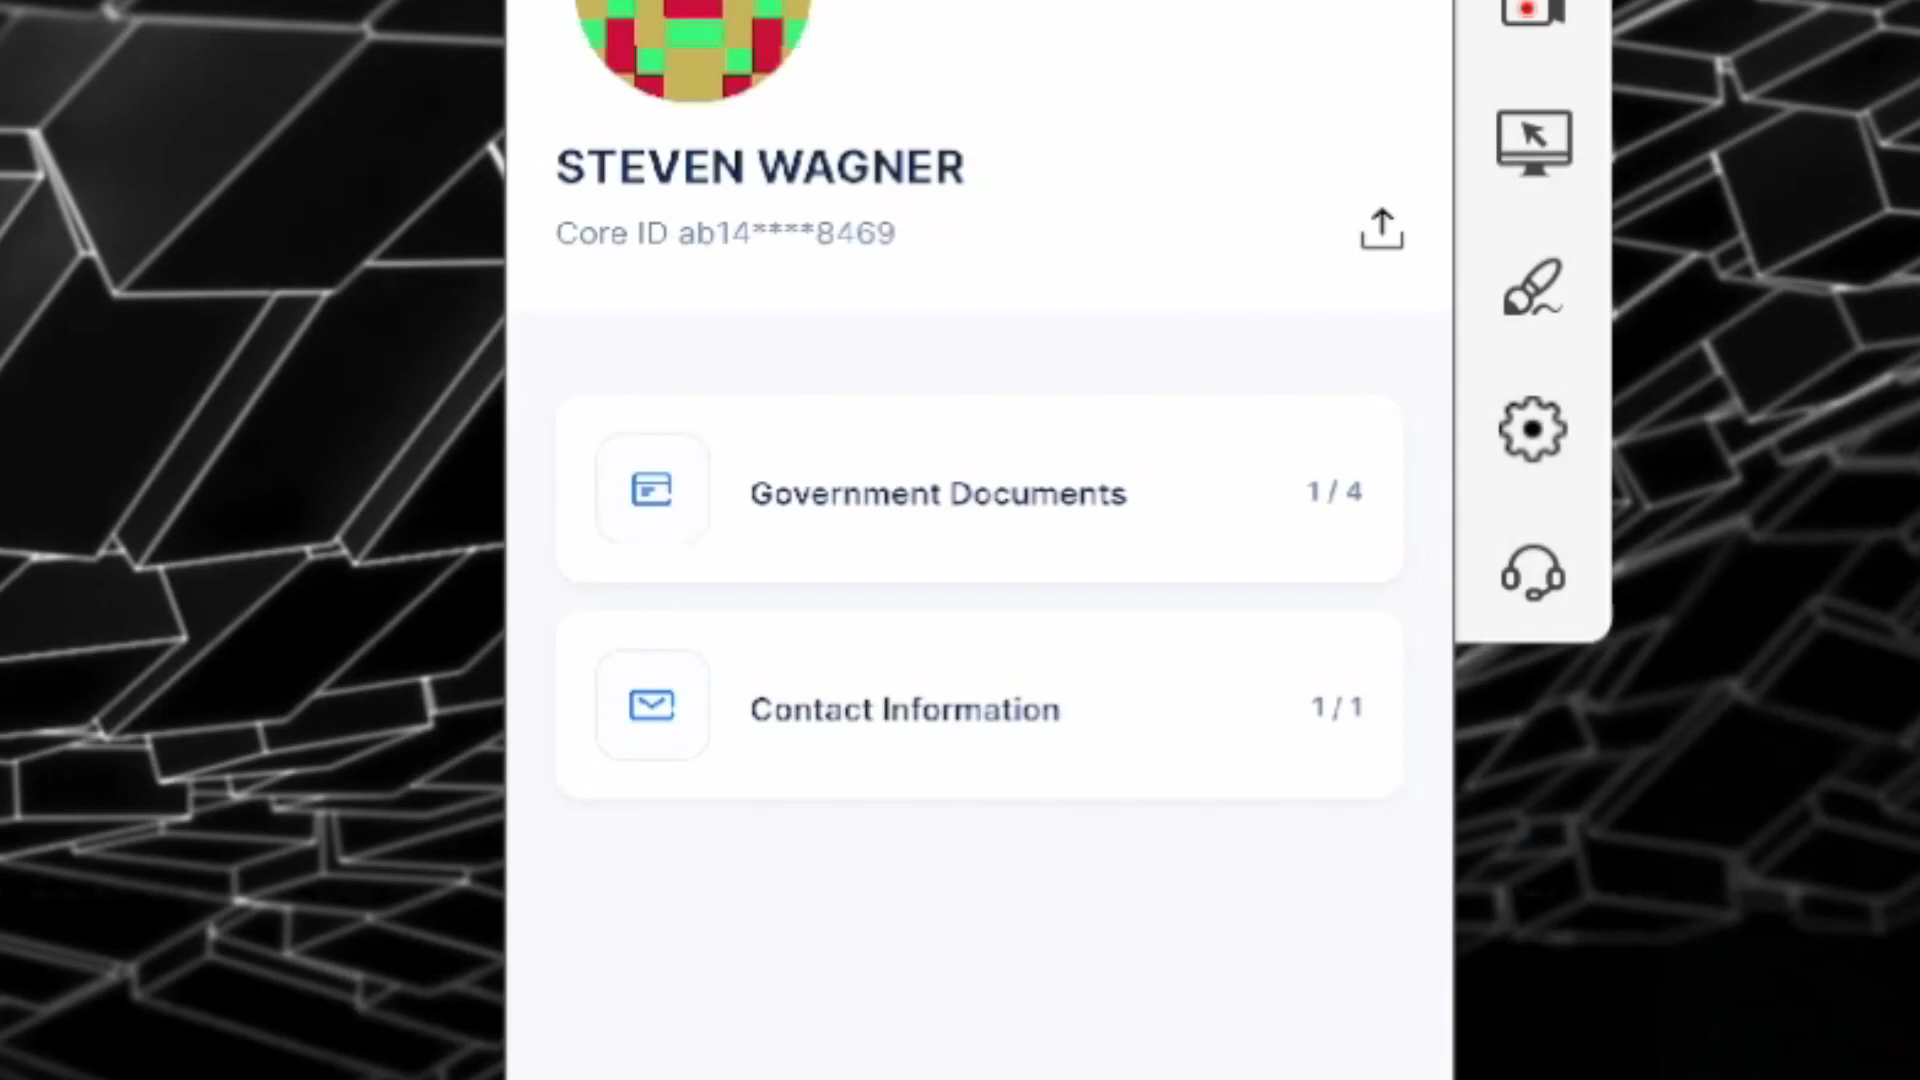 STEVEN WAGNER
Core ID ab14****8469
Government Documents 1 / 4
Contact Information 1 / 1